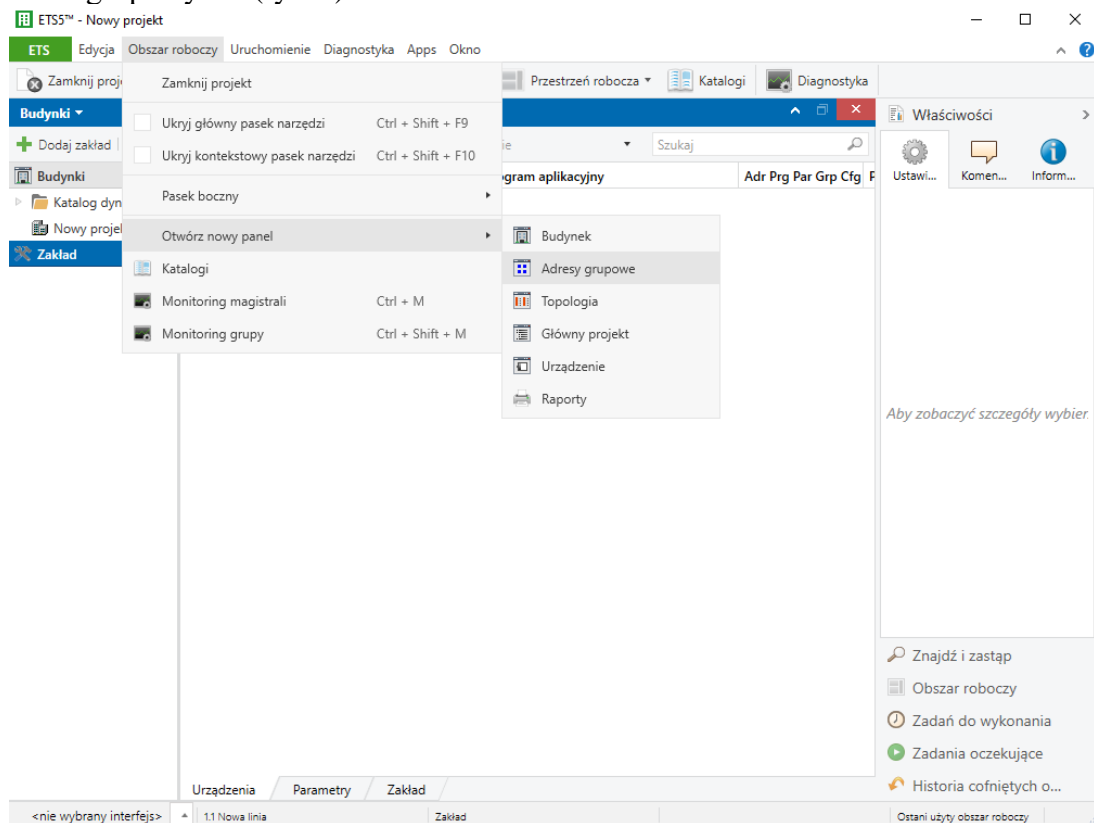 ETS5™ - Nowy projekt
ETS Edycja Obszar roboczy Uruchomienie Diagnostyka Apps Okno
Zamknij proj Przestrzeń robocza Katalogi Diagnostyka
Zamknij projekt
Ukryj główny pasek narzędzi Ctrl + Shift + F9
Ukryj kontekstowy pasek narzędzi Ctrl + Shift + F10
Pasek boczny
Otwórz nowy panel
Katalogi
Monitoring magistrali Ctrl + M
Monitoring grupy Ctrl + Shift + M
Budynek
Adresy grupowe
Topologia
Główny projekt
Urządzenie
Raporty
Budynki
Dodaj zakład
Budynki
Katalog dyn
Nowy projel
Zakład
ie Szukaj
gram aplikacyjny Adr Prg Par Grp Cfg
Właściwości
Ustawi... Komen... Inform...
Aby zobaczyć szczegóły wybier.
Znajdź i zastąp
Obszar roboczy
Zadań do wykonania
Zadania oczekujące
Historia cofniętych o...
Urządzenia Parametry Zakład
<nie wybrany interfejs> 1.1 Nowa linia Zakład Ostani użyty obszar roboczy